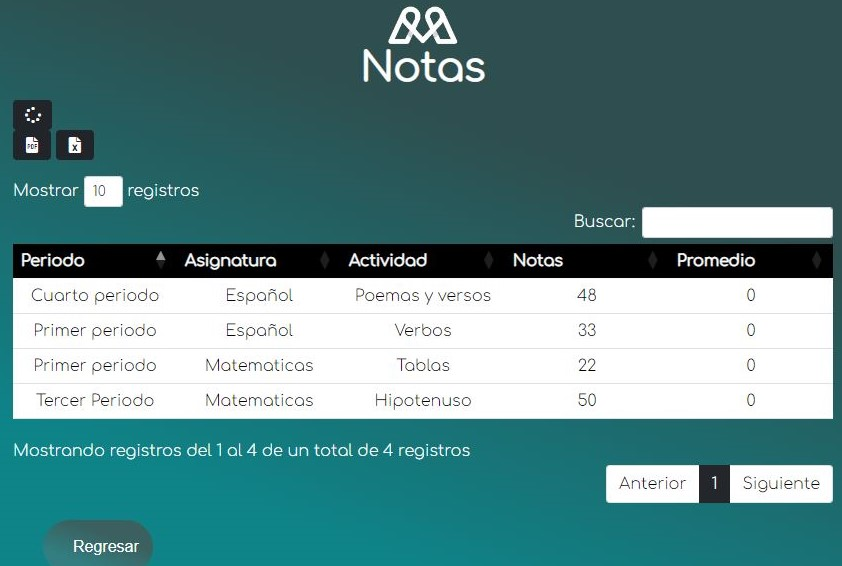 Notas
PDF
X
Mostrar 10 registros
Buscar:
Periodo Asignatura Actividad Notas Promedio
Cuarto periodo Español Poemas y versos 48 0
Primer periodo Español Verbos 33 0
Primer periodo Matematicas Tablas 22 0
Tercer Periodo Matematicas Hipotenuso 50 0
Mostrando registros del 1 al 4 de un total de 4 registros
Anterior 1 Siguiente
Regresar